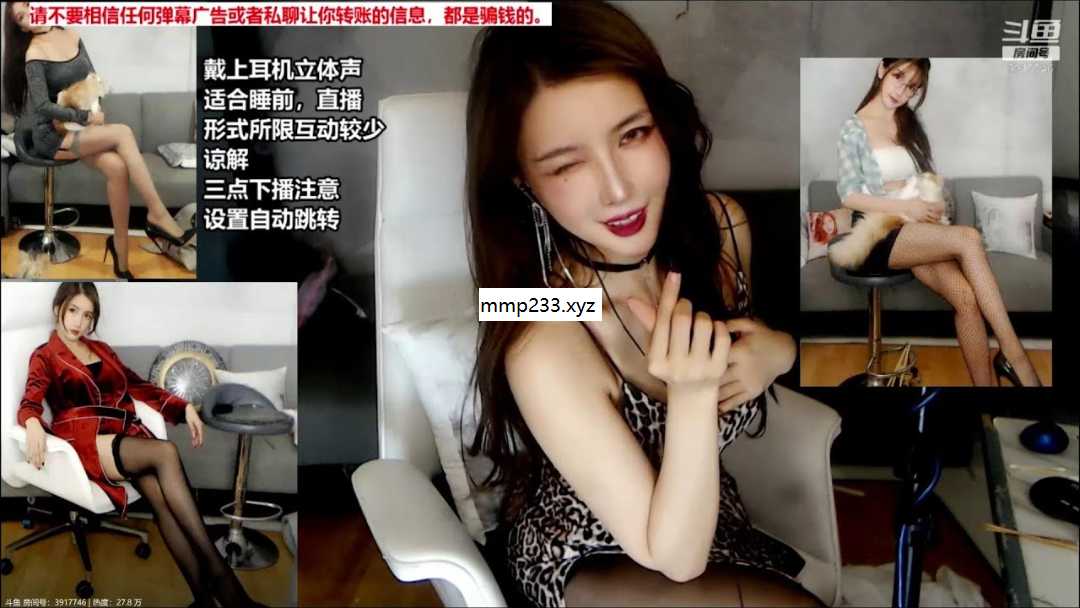 请不要相信任何弹幕广告或者私聊让你转账的信息，都是骗钱的。
斗鱼
房间号
戴上耳机立体声
适合睡前，直播
形式所限互动较少
谅解
三点下播注意
设置自动跳转
mmp233.xyz
斗鱼 房间号：3917746 | 热度：27.8 万